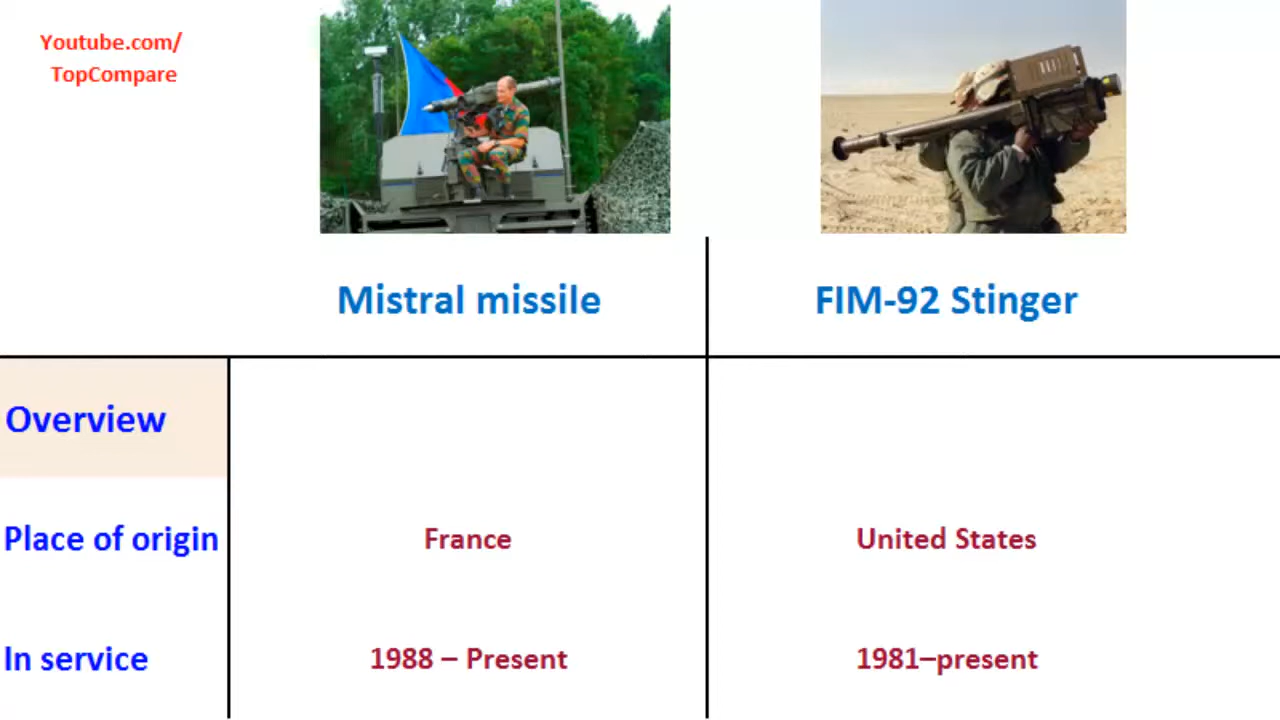 Youtube.com/
TopCompare
Mistral missile
FIM-92 Stinger
Overview
Place of origin
France
United States
In service
1988 – Present
1981–present